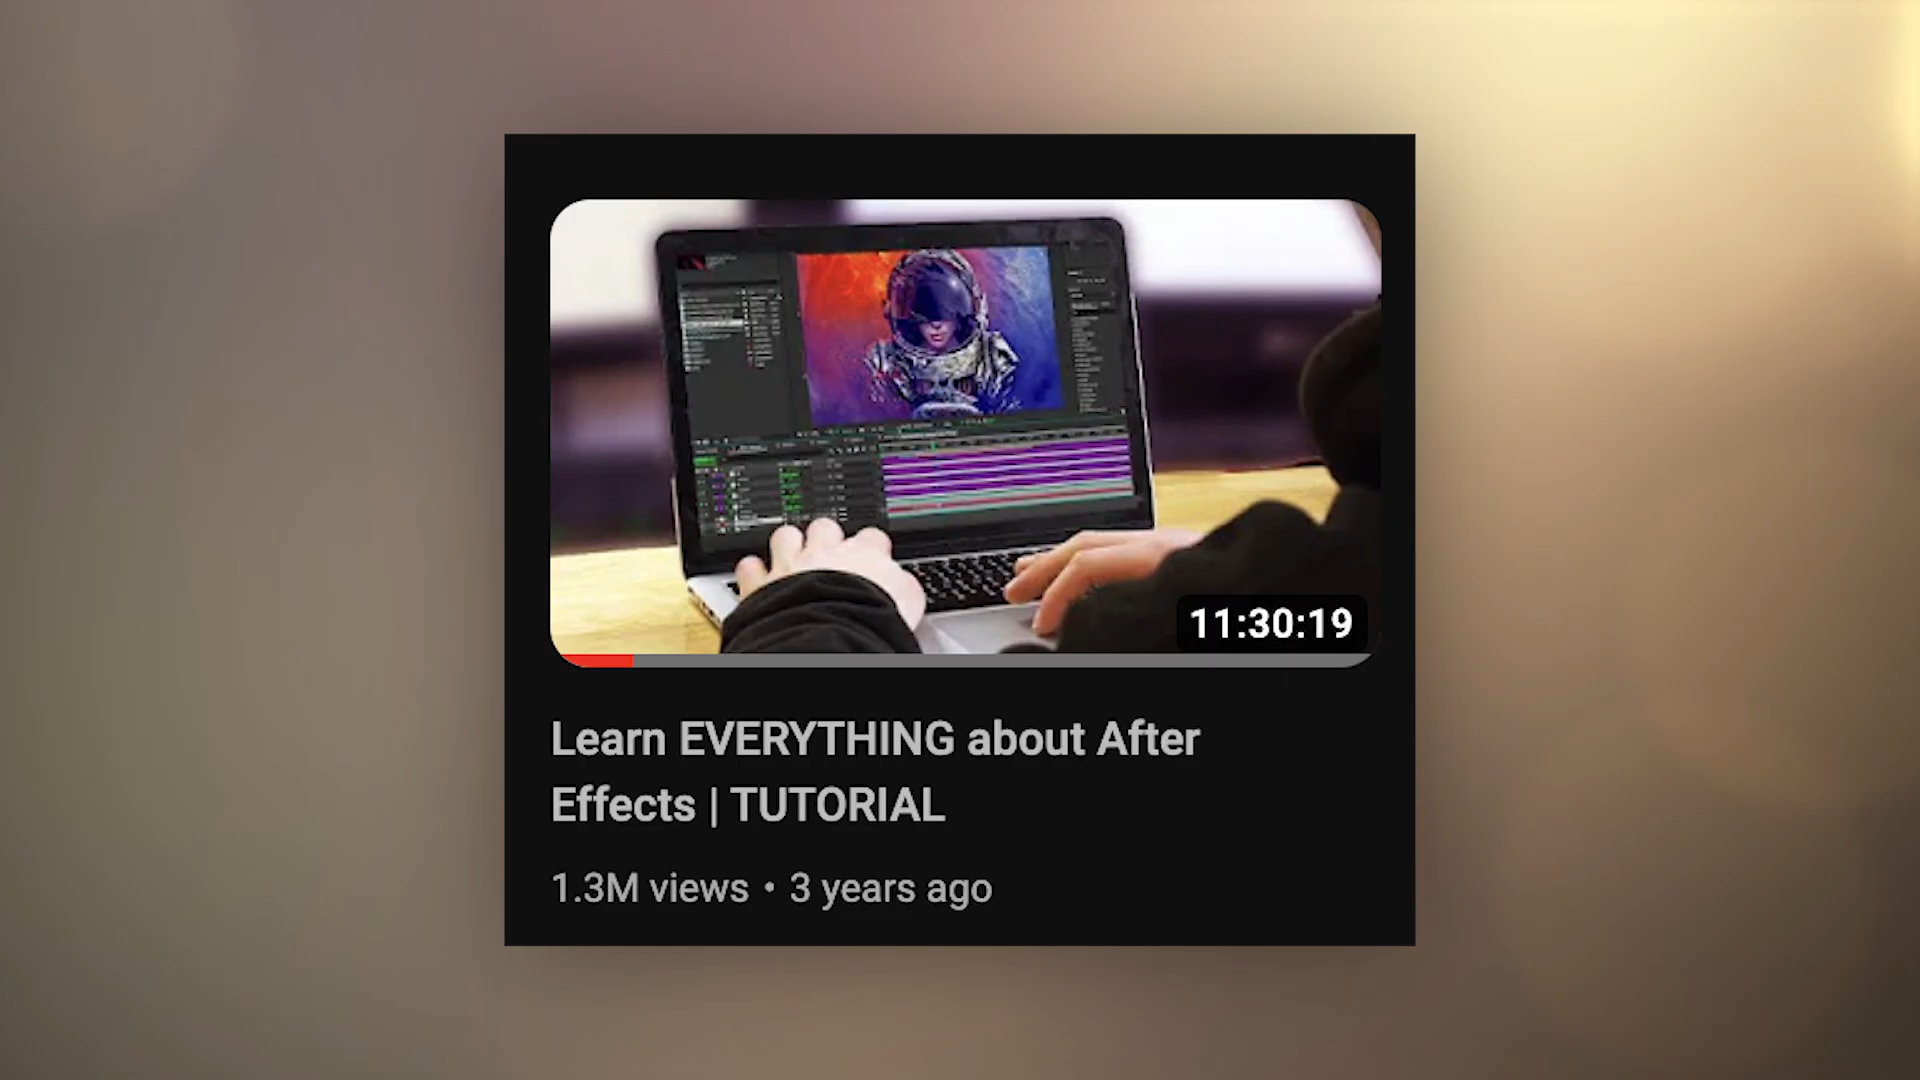 11:30:19
Learn EVERYTHING about After
Effects | TUTORIAL
1.3M views • 3 years ago